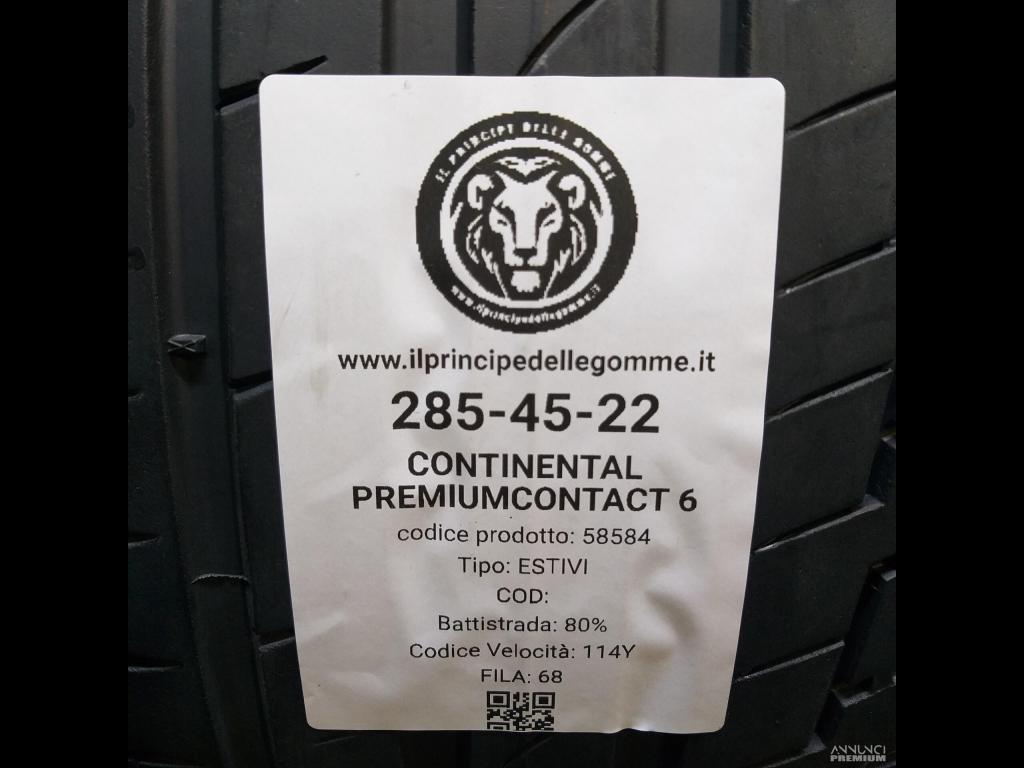 IL PRINCIPE DELLE GOMME
www.ilprincipedellegomme.it
www.ilprincipedellegomme.it
285-45-22
CONTINENTAL
PREMIUMCONTACT 6
codice prodotto: 58584
Tipo: ESTIVI
COD:
Battistrada: 80%
Codice Velocità: 114Y
FILA: 68
ANNUNCI
PREMIUM